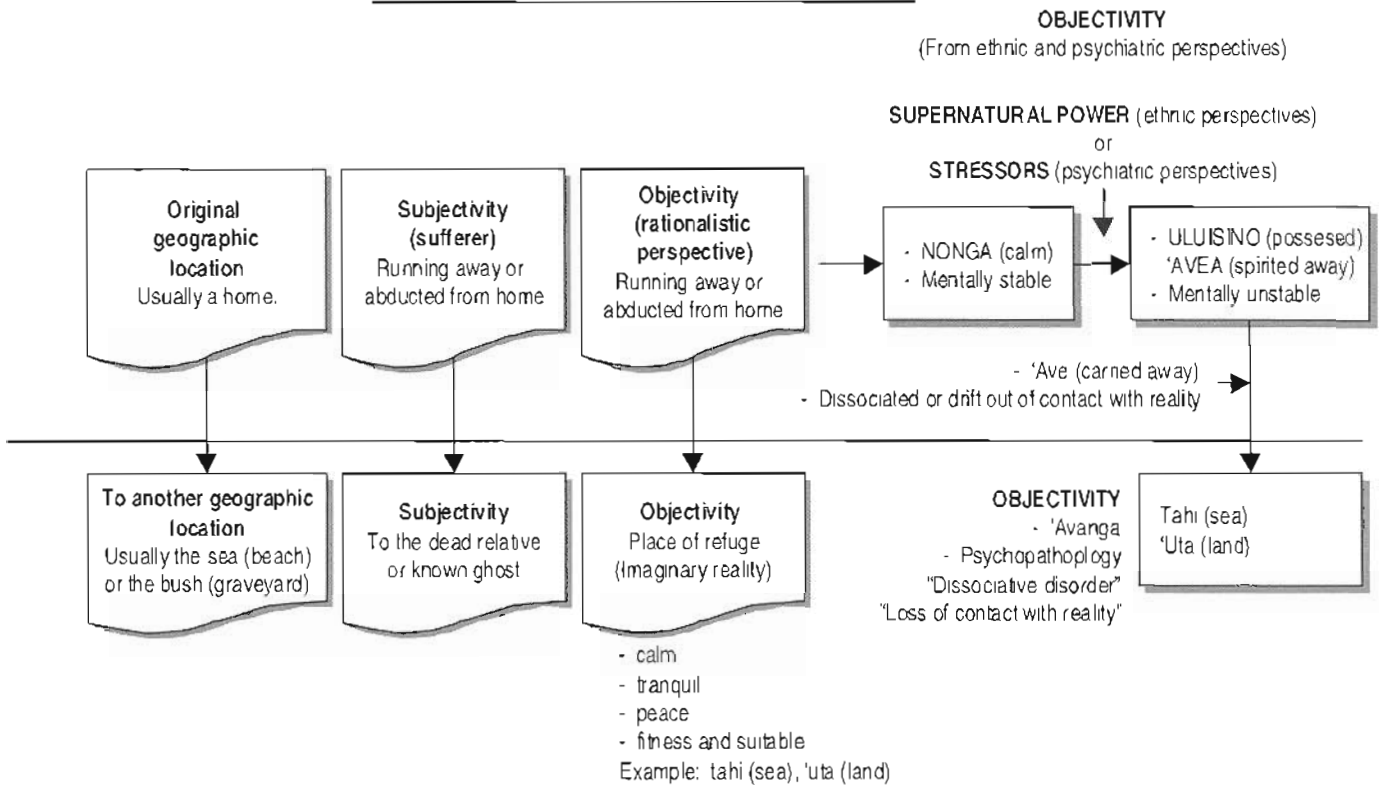 OBJECTIVITY
(From ethnic and psychiatric perspectives)
SUPERNATURAL POWER (ethnic perspectives)
or
STRESSORS (psychiatric perspectives)
Original
geographic
location
Usually a home.
Subjectivity
(sufferer)
Running away or
abducted from home
Objectivity
(rationalistic
perspective)
Running away or
abducted from home
- NONGA (calm)
- Mentally stable
- ULUISINO (possesed)
'AVEA (spirited away)
- Mentally unstable
- 'Ave (carried away)
- Dissociated or drift out of contact with reality
To another geographic
location
Usually the sea (beach)
or the bush (graveyard)
Subjectivity
To the dead relative
or known ghost
Objectivity
Place of refuge
(Imaginary reality)
- calm
- tranquil
- peace
- fitness and suitable
Example: tahi (sea), 'uta (land)
OBJECTIVITY
- 'Avanga
- Psychopathoplogy
"Dissociative disorder"
"Loss of contact with reality"
Tahi (sea)
'Uta (land)